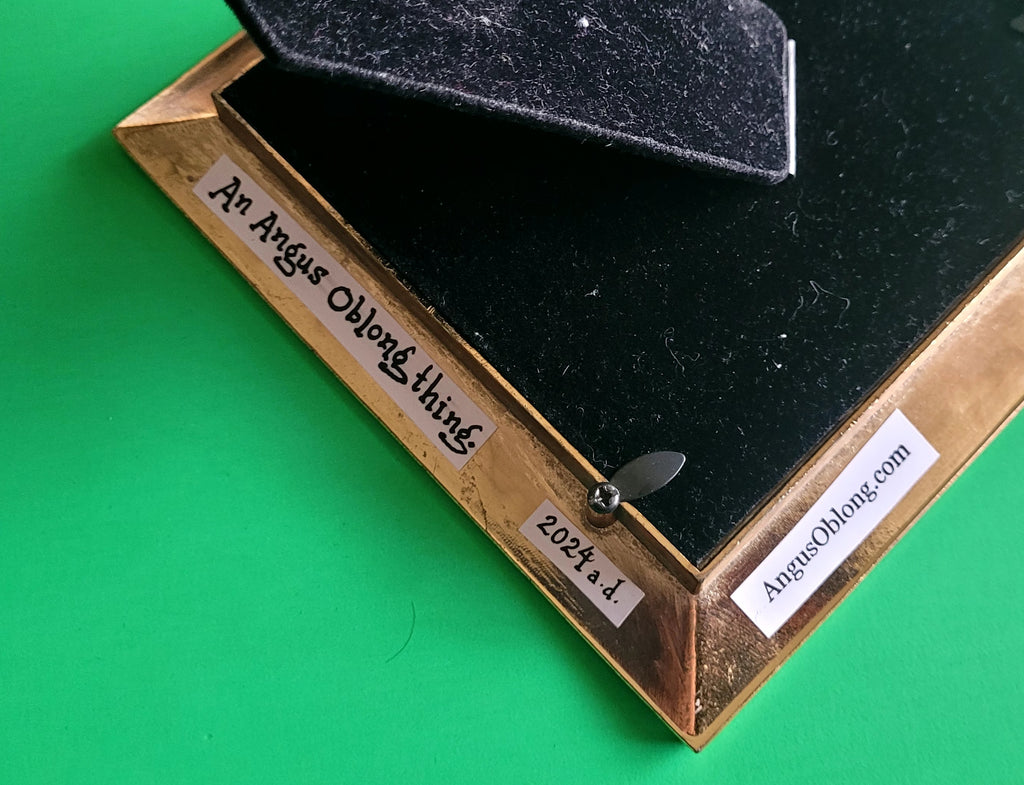 An Angus Oblong thing.
2024 a.d.
AngusOblong.com